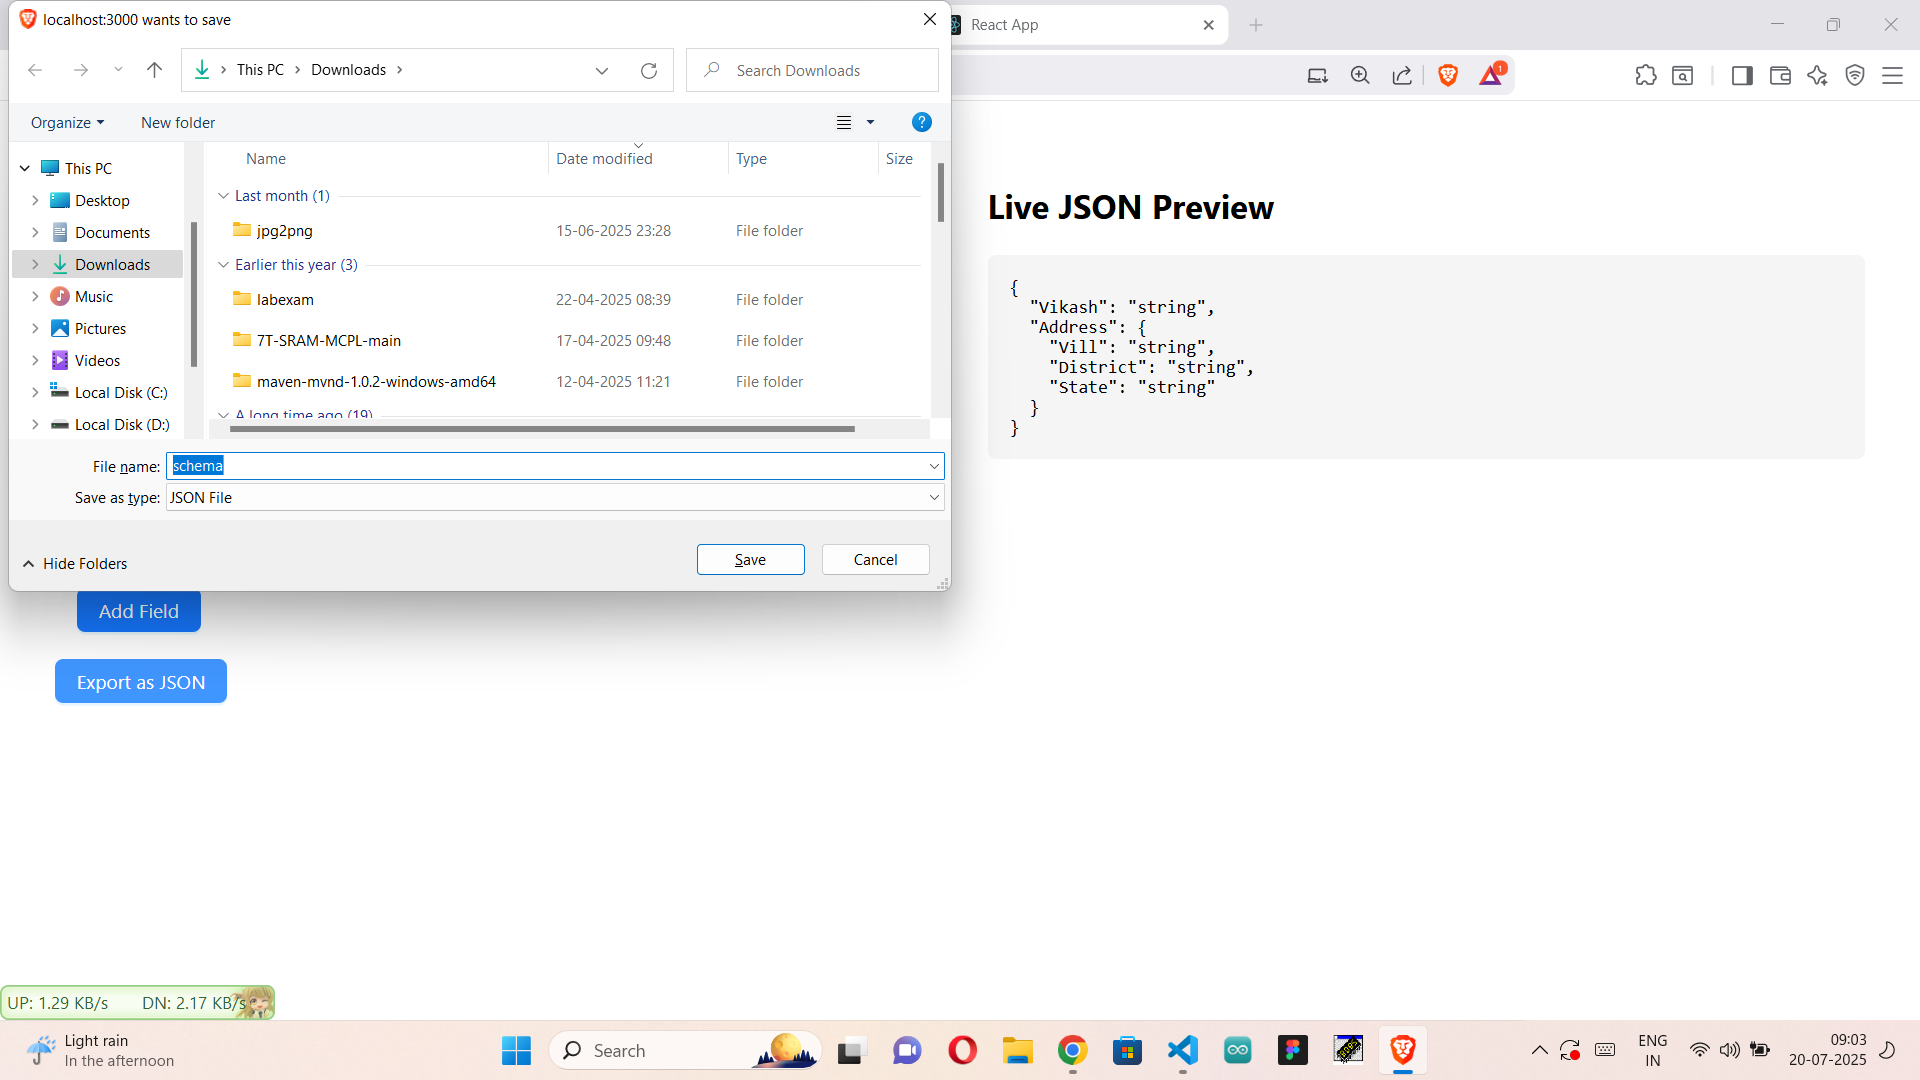 localhost:3000 wants to save
React App
This PC
Downloads
Search Downloads
1
Organize
New folder
?
Name
Date modified
Type
Size
This PC
Desktop
Documents
Downloads
Music
Pictures
Videos
Local Disk (C:)
Local Disk (D:)
Last month (1)
jpg2png 15-06-2025 23:28 File folder
Earlier this year (3)
labexam 22-04-2025 08:39 File folder
7T-SRAM-MCPL-main 17-04-2025 09:48 File folder
maven-mvnd-1.0.2-windows-amd64 12-04-2025 11:21 File folder
A long time ago (19)
File name: schema
Save as type: JSON File
Hide Folders
Save
Cancel
Live JSON Preview
{
"Vikash": "string",
"Address": {
"Vill": "string",
"District": "string",
"State": "string"
}
}
Add Field
Export as JSON
UP: 1.29 KB/s DN: 2.17 KB/s
Light rain
In the afternoon
Search
ENG
IN
09:03
20-07-2025